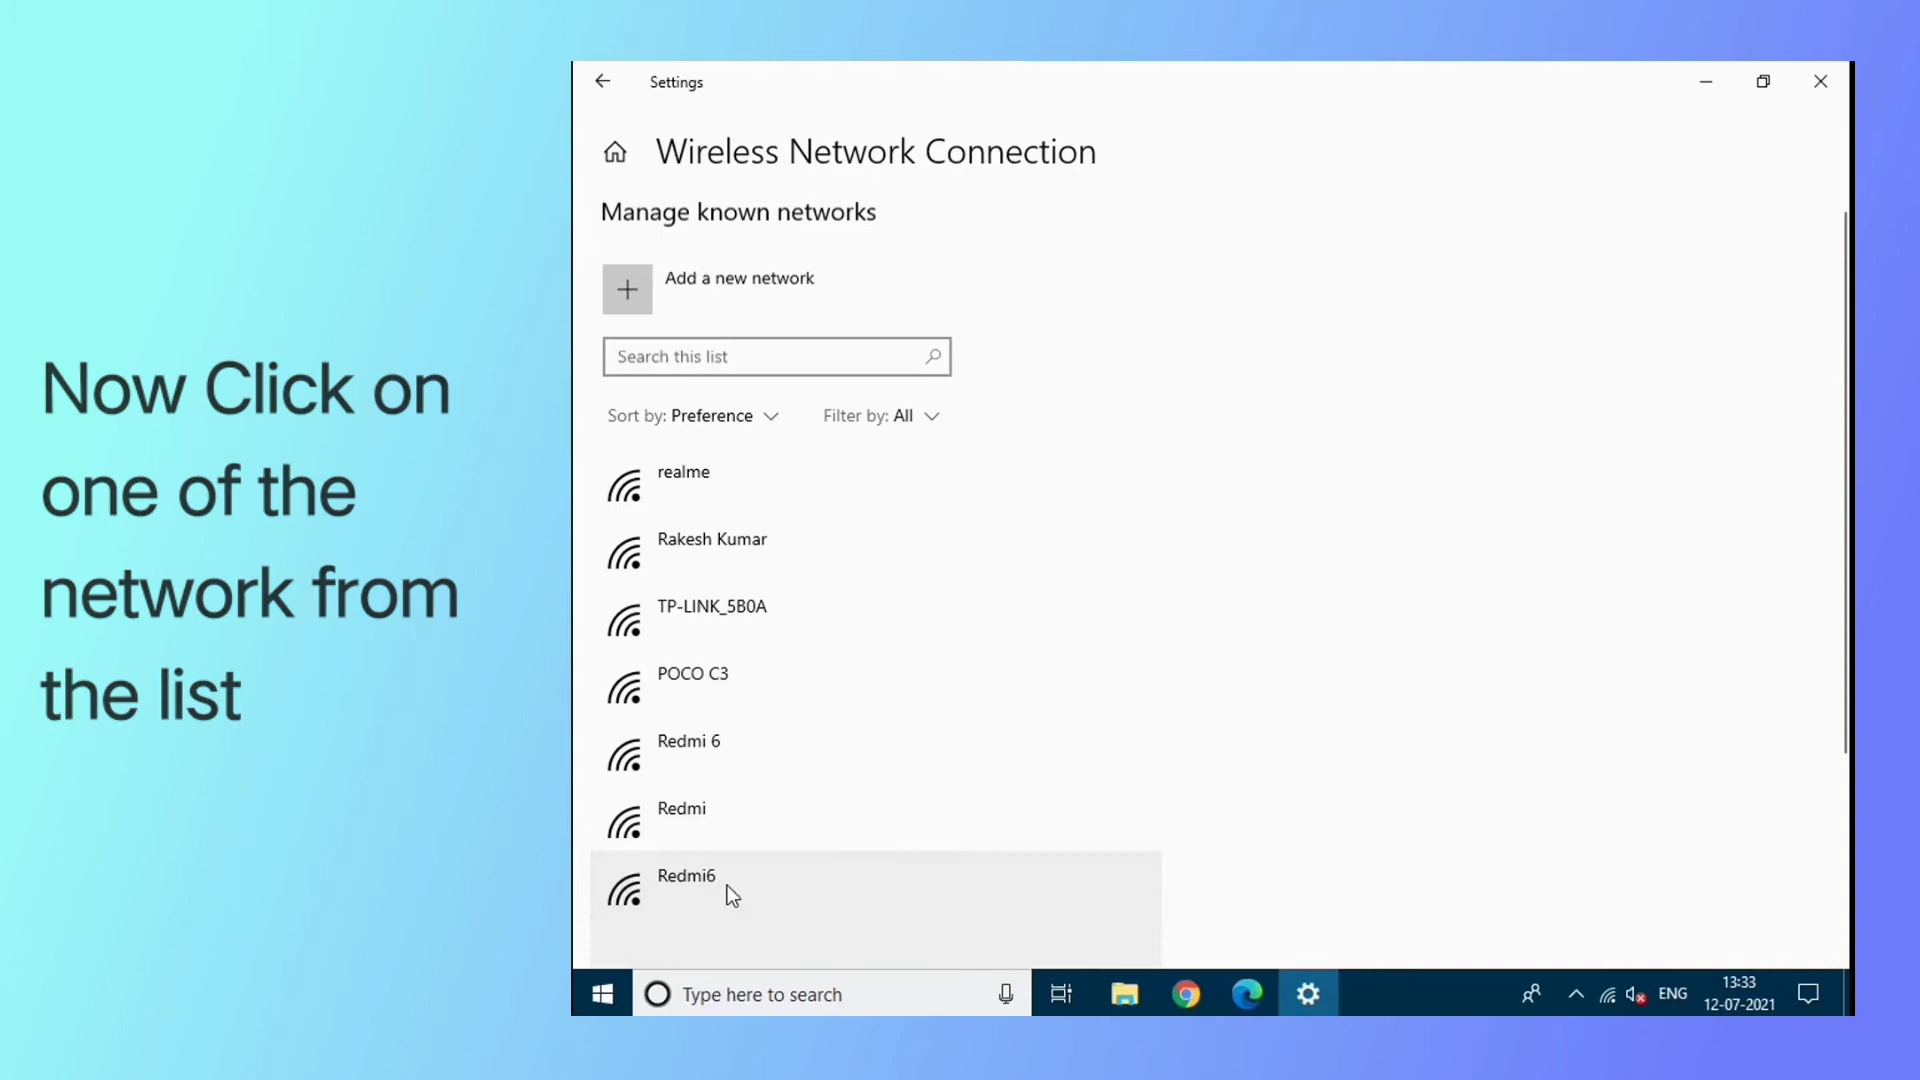 Now Click on
one of the
network from
the list
Settings
Wireless Network Connection
Manage known networks
Add a new network
Search this list
Sort by: Preference
Filter by: All
realme
Rakesh Kumar
TP-LINK_5B0A
POCO C3
Redmi 6
Redmi
Redmi6
Type here to search
ENG
13:33
12-07-2021